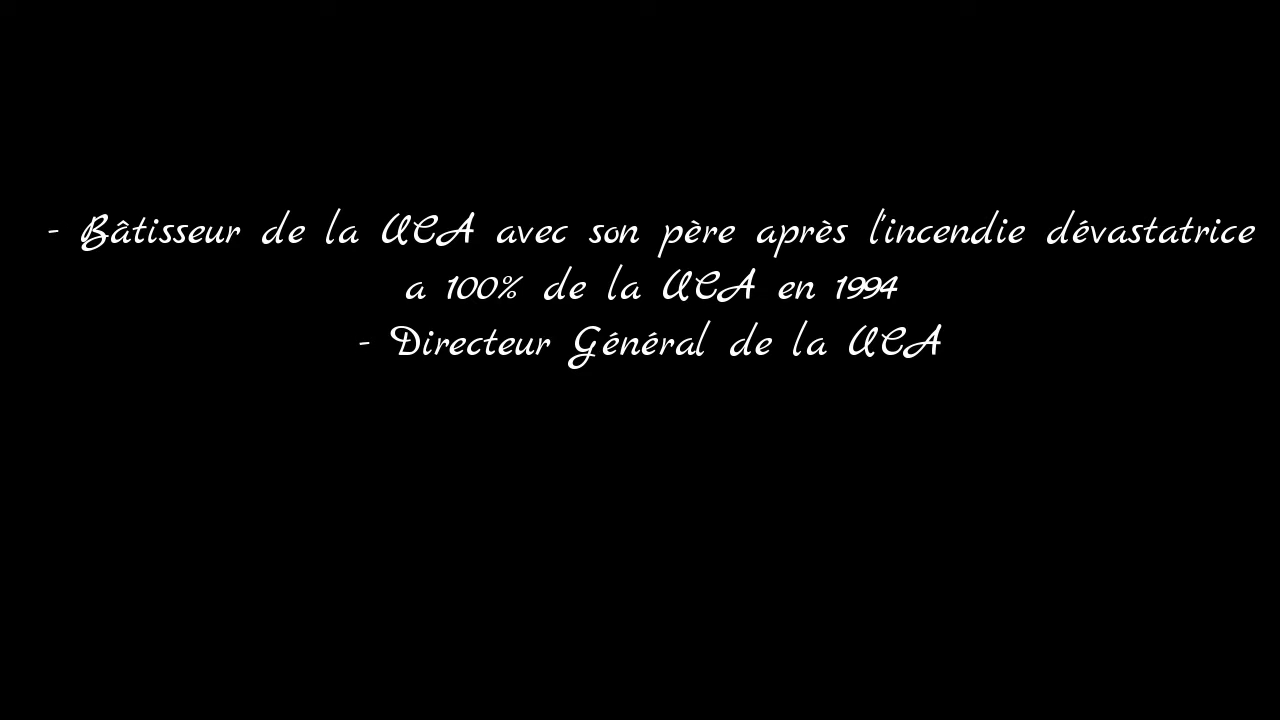 - Bâtisseur de la UCA avec son père après l'incendie dévastatrice
a 100% de la UCA en 1994
- Directeur Général de la UCA